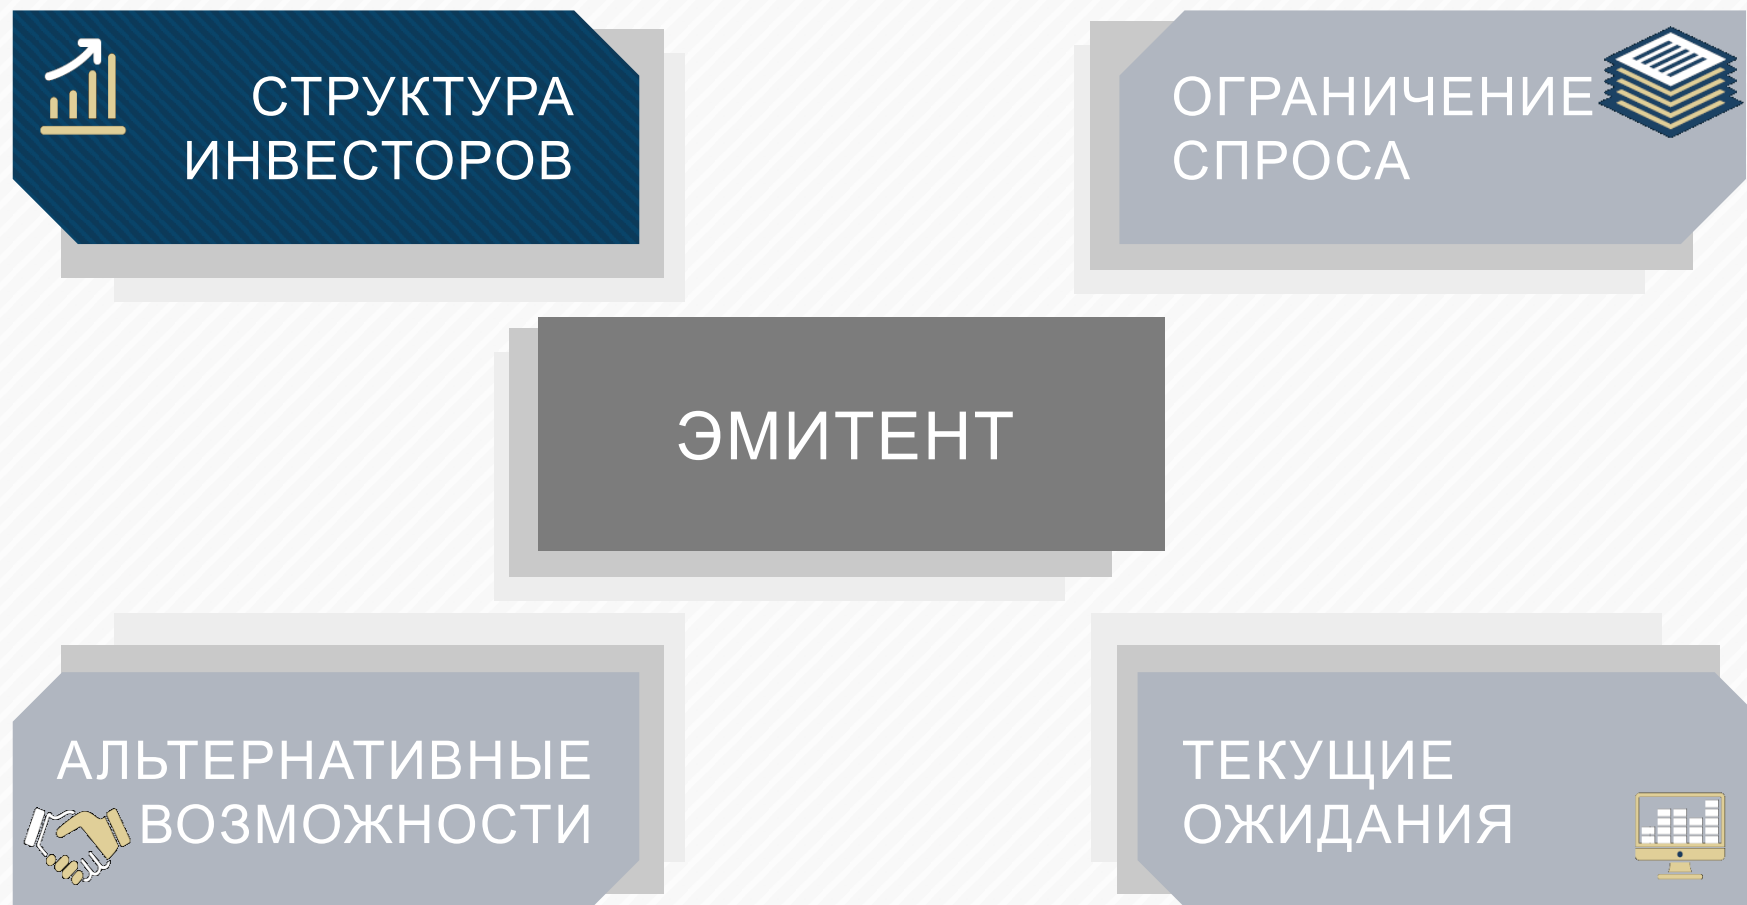 СТРУКТУРА
ИНВЕСТОРОВ
ОГРАНИЧЕНИЕ
СПРОСА
ЭМИТЕНТ
АЛЬТЕРНАТИВНЫЕ
ВОЗМОЖНОСТИ
ТЕКУЩИЕ
ОЖИДАНИЯ